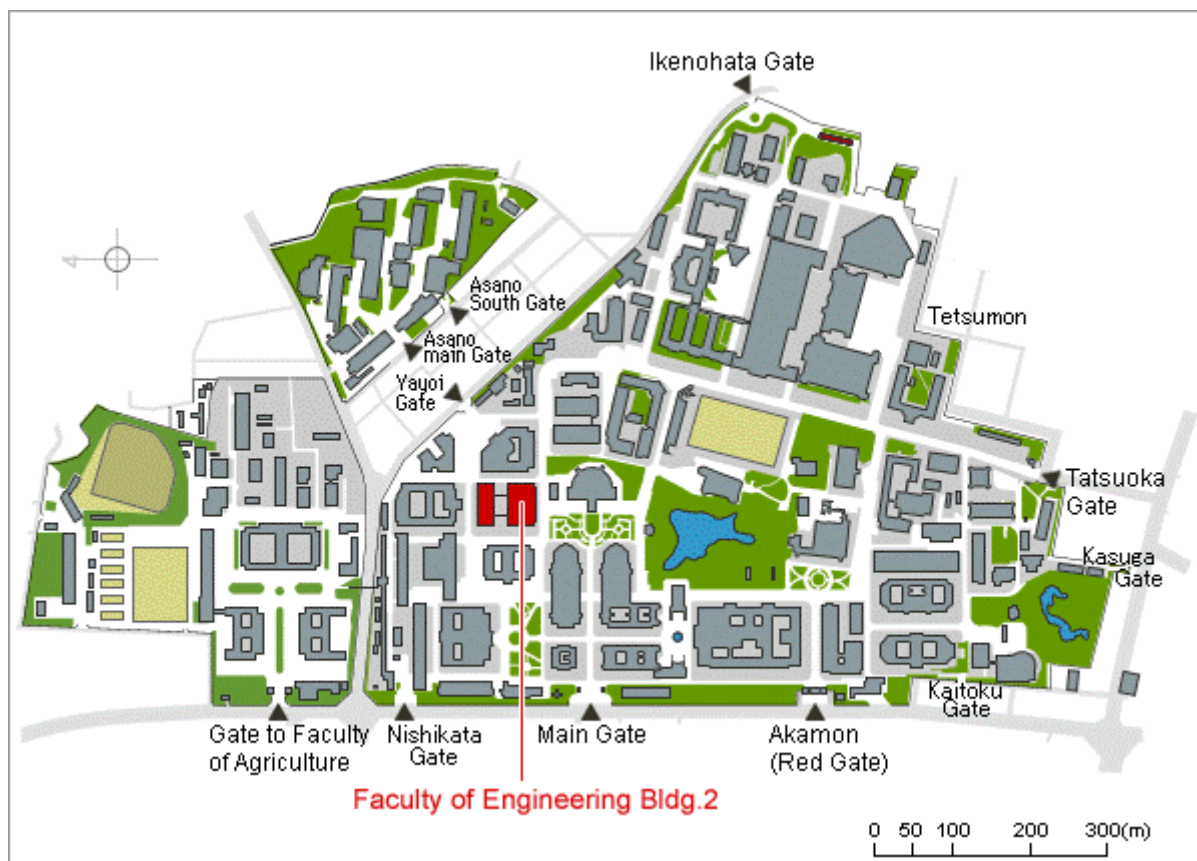 Ikenohata Gate
Asano
South Gate
Asano
main Gate
Tetsumon
Yayoi
Gate
Tatsuoka
Gate
Kasuga
Gate
Kaitoku
Gate
Gate to Faculty
of Agriculture
Nishikata
Gate
Main Gate
Akamon
(Red Gate)
Faculty of Engineering Bldg.2
0 50 100 200 300(m)
4